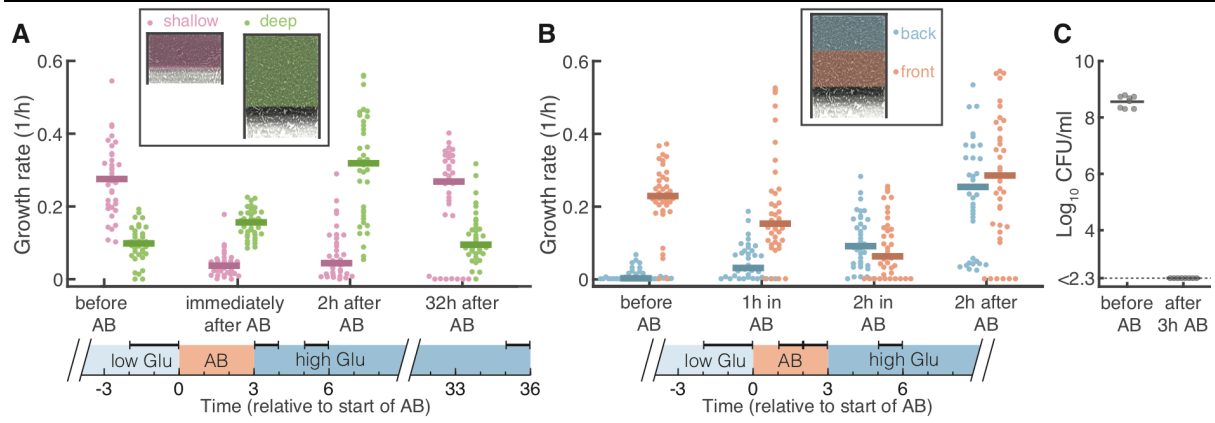 A
shallow
deep
Growth rate (1/h)
0.6
0.4
0.2
0
before
AB
immediately
after AB
2h after
AB
32h after
AB
low Glu
AB
high Glu
-3
0
3
6
33
36
Time (relative to start of AB)
B
back
front
Growth rate (1/h)
0.6
0.4
0.2
0
before
AB
1h in
AB
2h in
AB
2h after
AB
low Glu
AB
high Glu
-3
0
3
6
Time (relative to start of AB)
C
Log₁₀ CFU/ml
10
8
6
4
<2.3
before
AB
after
3h AB